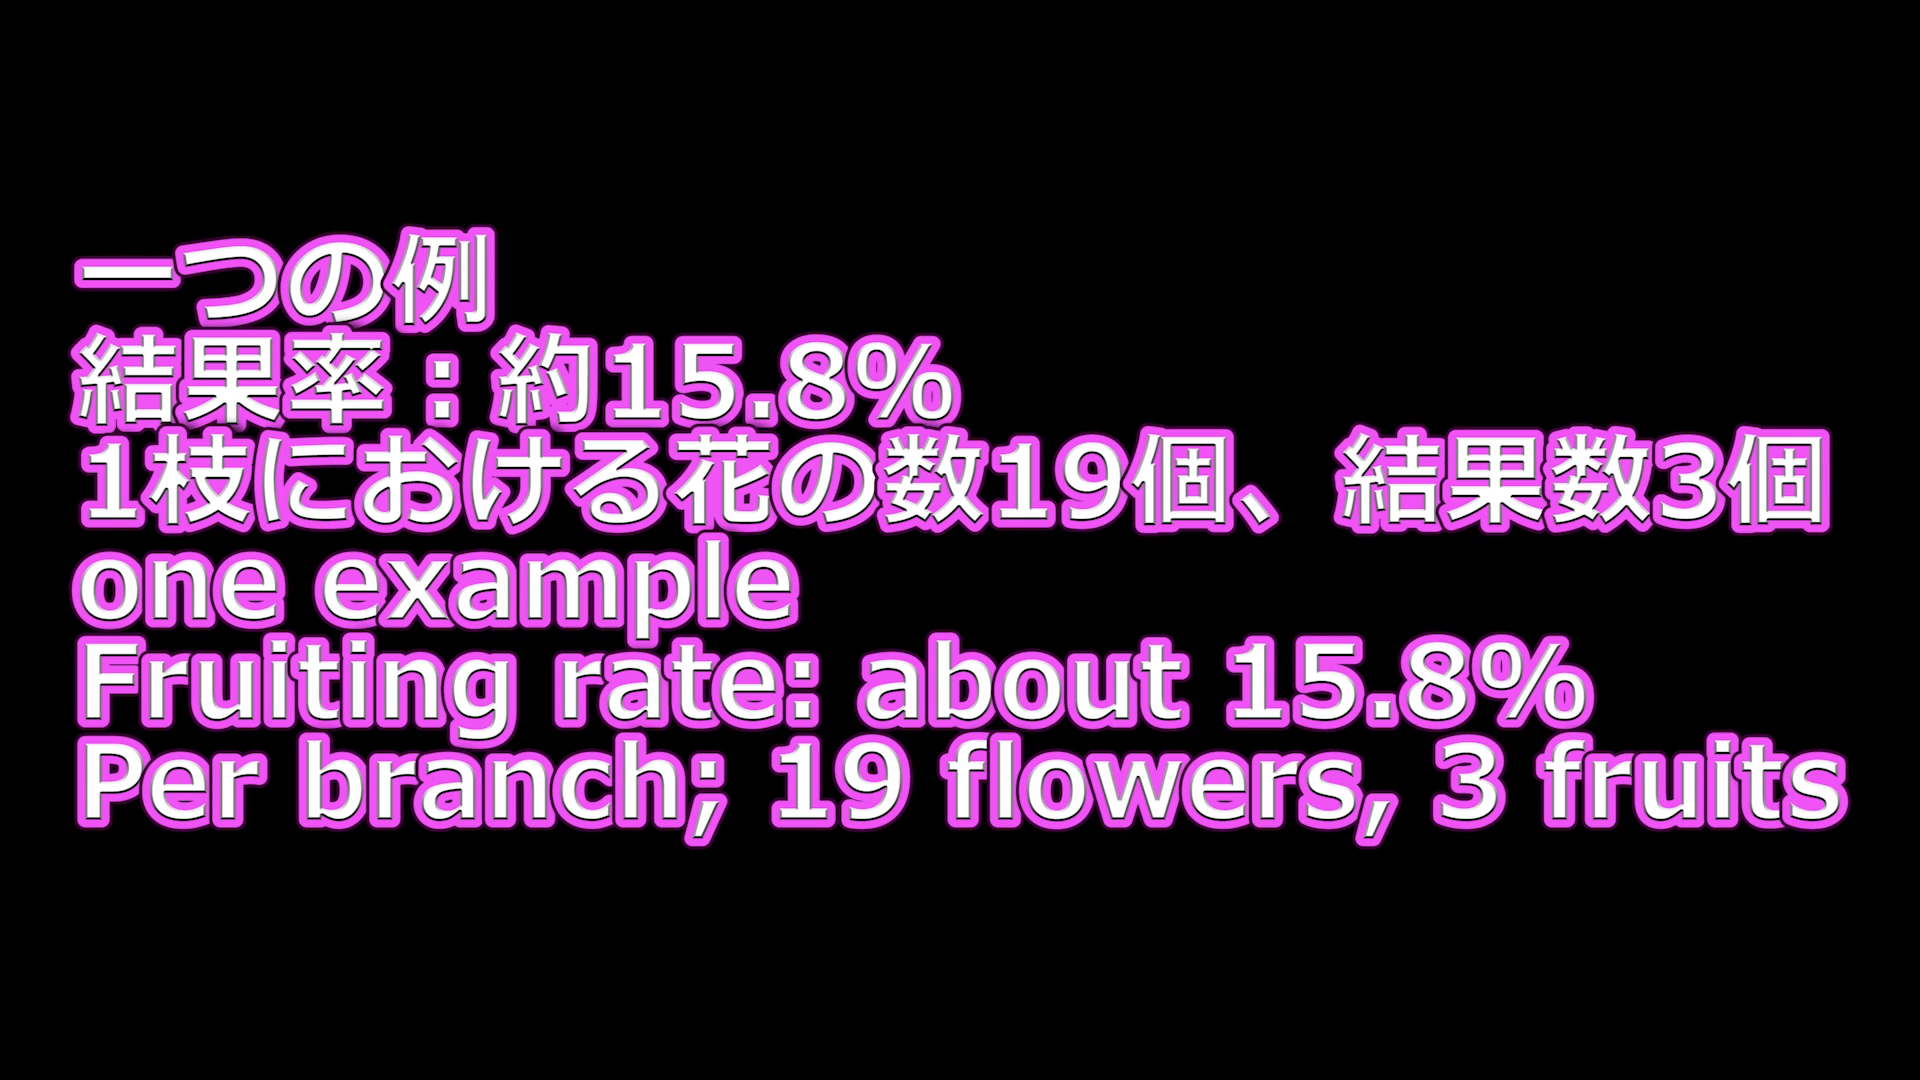 一つの例
結果率：約15.8%
1枝における花の数19個、結果数3個
one example
Fruiting rate: about 15.8%
Per branch; 19 flowers, 3 fruits